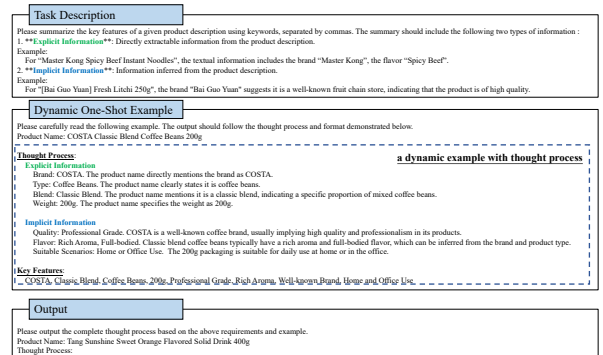 Task Description
Please summarize the key features of a given product description using keywords, separated by commas. The summary should include the following two types of information :
1. **Explicit Information**: Directly extractable information from the product description.
Example:
For “Master Kong Spicy Beef Instant Noodles”, the textual information includes the brand “Master Kong”, the flavor “Spicy Beef”.
2. **Implicit Information**: Information inferred from the product description.
Example:
For "[Bai Guo Yuan] Fresh Litchi 250g", the brand "Bai Guo Yuan" suggests it is a well-known fruit chain store, indicating that the product is of high quality.
Dynamic One-Shot Example
Please carefully read the following example. The output should follow the thought process and format demonstrated below.
Product Name: COSTA Classic Blend Coffee Beans 200g
Thought Process:
a dynamic example with thought process
Explicit Information
Brand: COSTA. The product name directly mentions the brand as COSTA.
Type: Coffee Beans. The product name clearly states it is coffee beans.
Blend: Classic Blend. The product name mentions it is a classic blend, indicating a specific proportion of mixed coffee beans.
Weight: 200g. The product name specifies the weight as 200g.
Implicit Information
Quality: Professional Grade. COSTA is a well-known coffee brand, usually implying high quality and professionalism in its products.
Flavor: Rich Aroma, Full-bodied. Classic blend coffee beans typically have a rich aroma and full-bodied flavor, which can be inferred from the brand and product type.
Suitable Scenarios: Home or Office Use. The 200g packaging is suitable for daily use at home or in the office.
Key Features:
COSTA, Classic Blend, Coffee Beans, 200g, Professional Grade, Rich Aroma, Well-known Brand, Home and Office Use
Output
Please output the complete thought process based on the above requirements and example.
Product Name: Tang Sunshine Sweet Orange Flavored Solid Drink 400g
Thought Process: